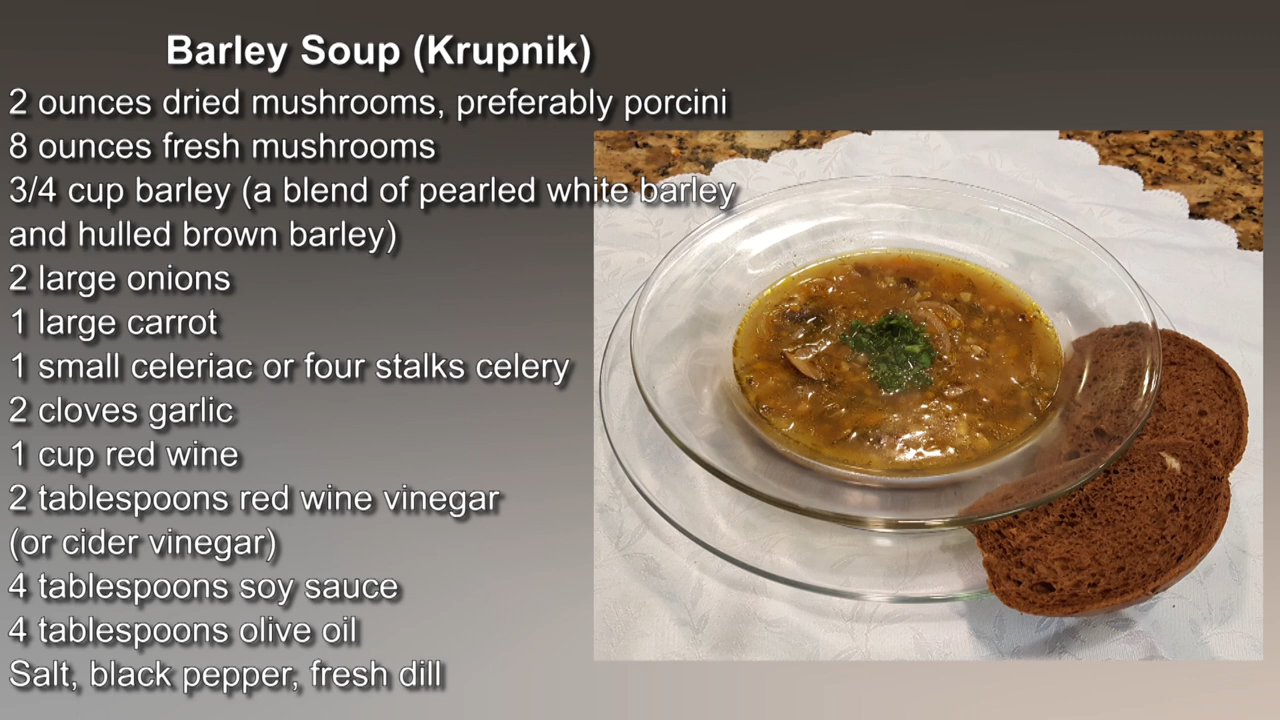 Barley Soup (Krupnik)
2 ounces dried mushrooms, preferably porcini
8 ounces fresh mushrooms
3/4 cup barley (a blend of pearled white barley
and hulled brown barley)
2 large onions
1 large carrot
1 small celeriac or four stalks celery
2 cloves garlic
1 cup red wine
2 tablespoons red wine vinegar
(or cider vinegar)
4 tablespoons soy sauce
4 tablespoons olive oil
Salt, black pepper, fresh dill